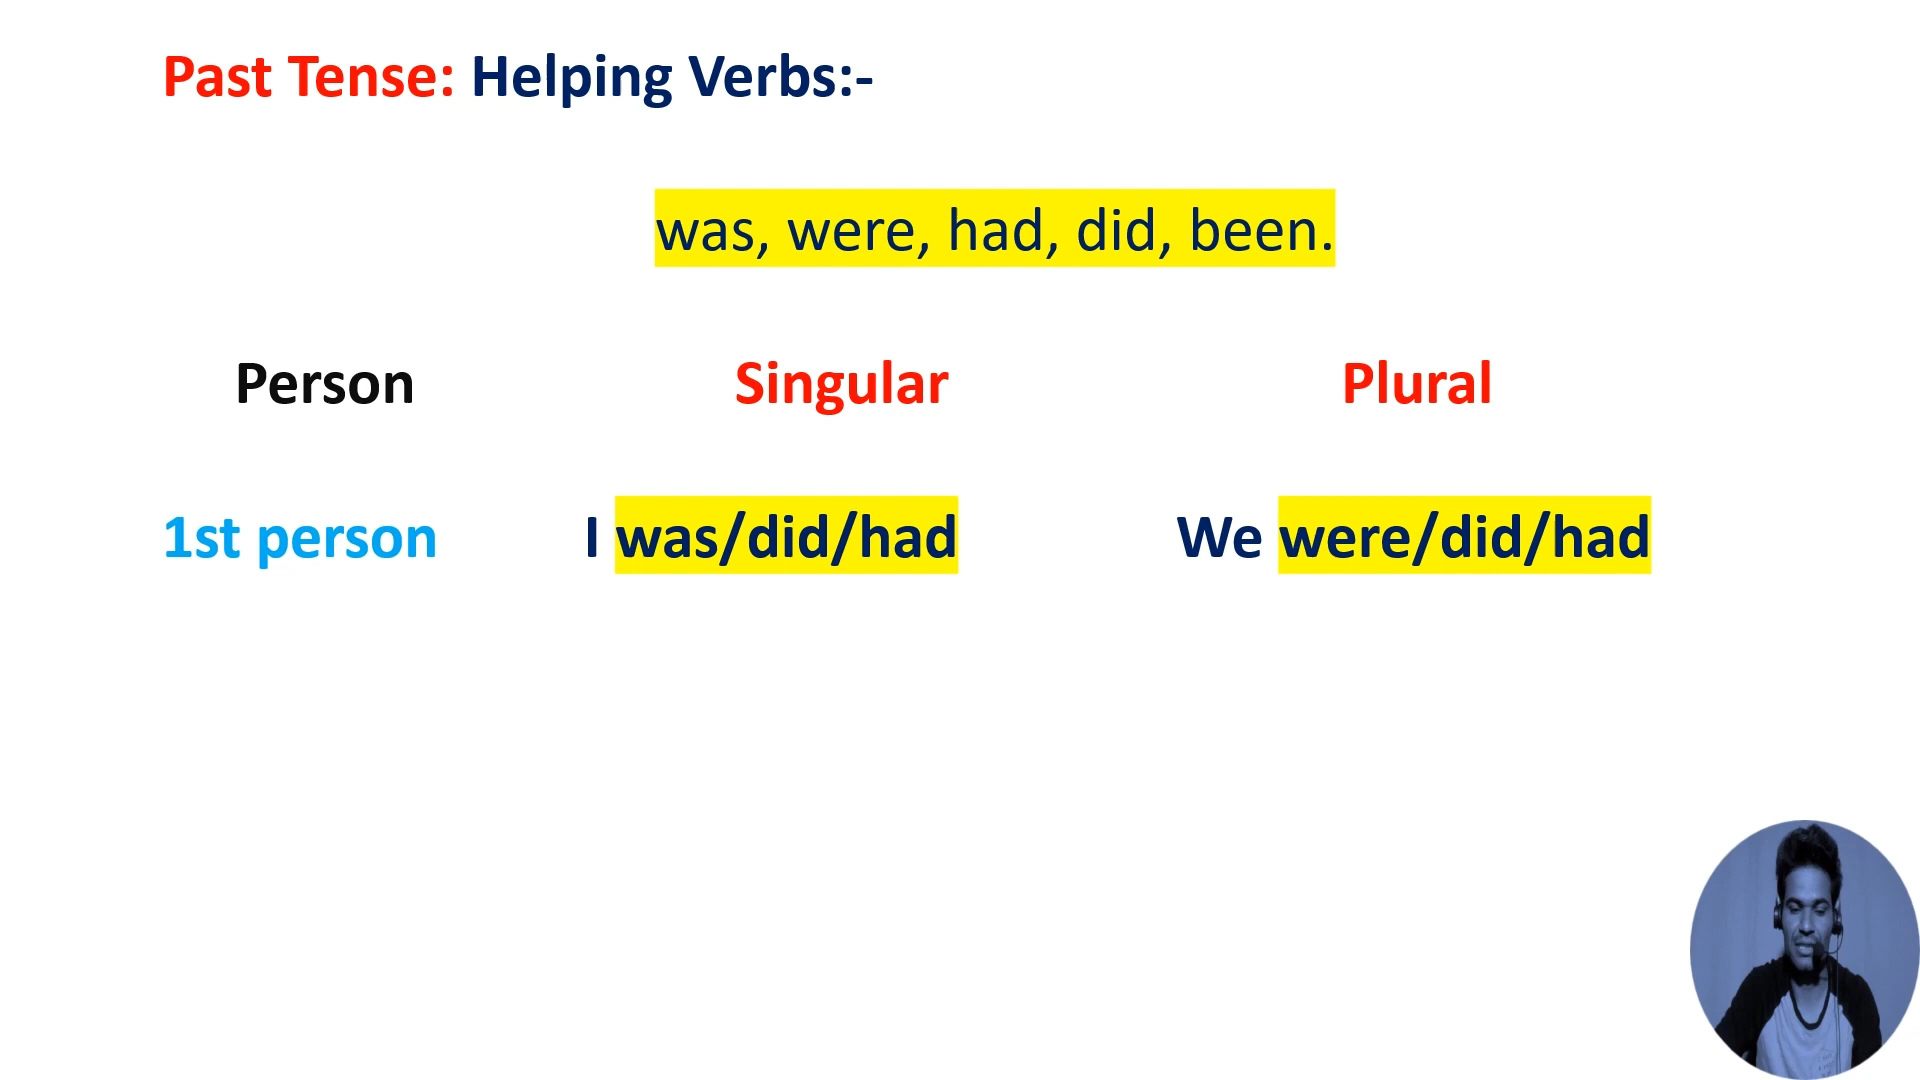 Past Tense: Helping Verbs:-
was, were, had, did, been.
Person Singular Plural
1st person I was/did/had We were/did/had